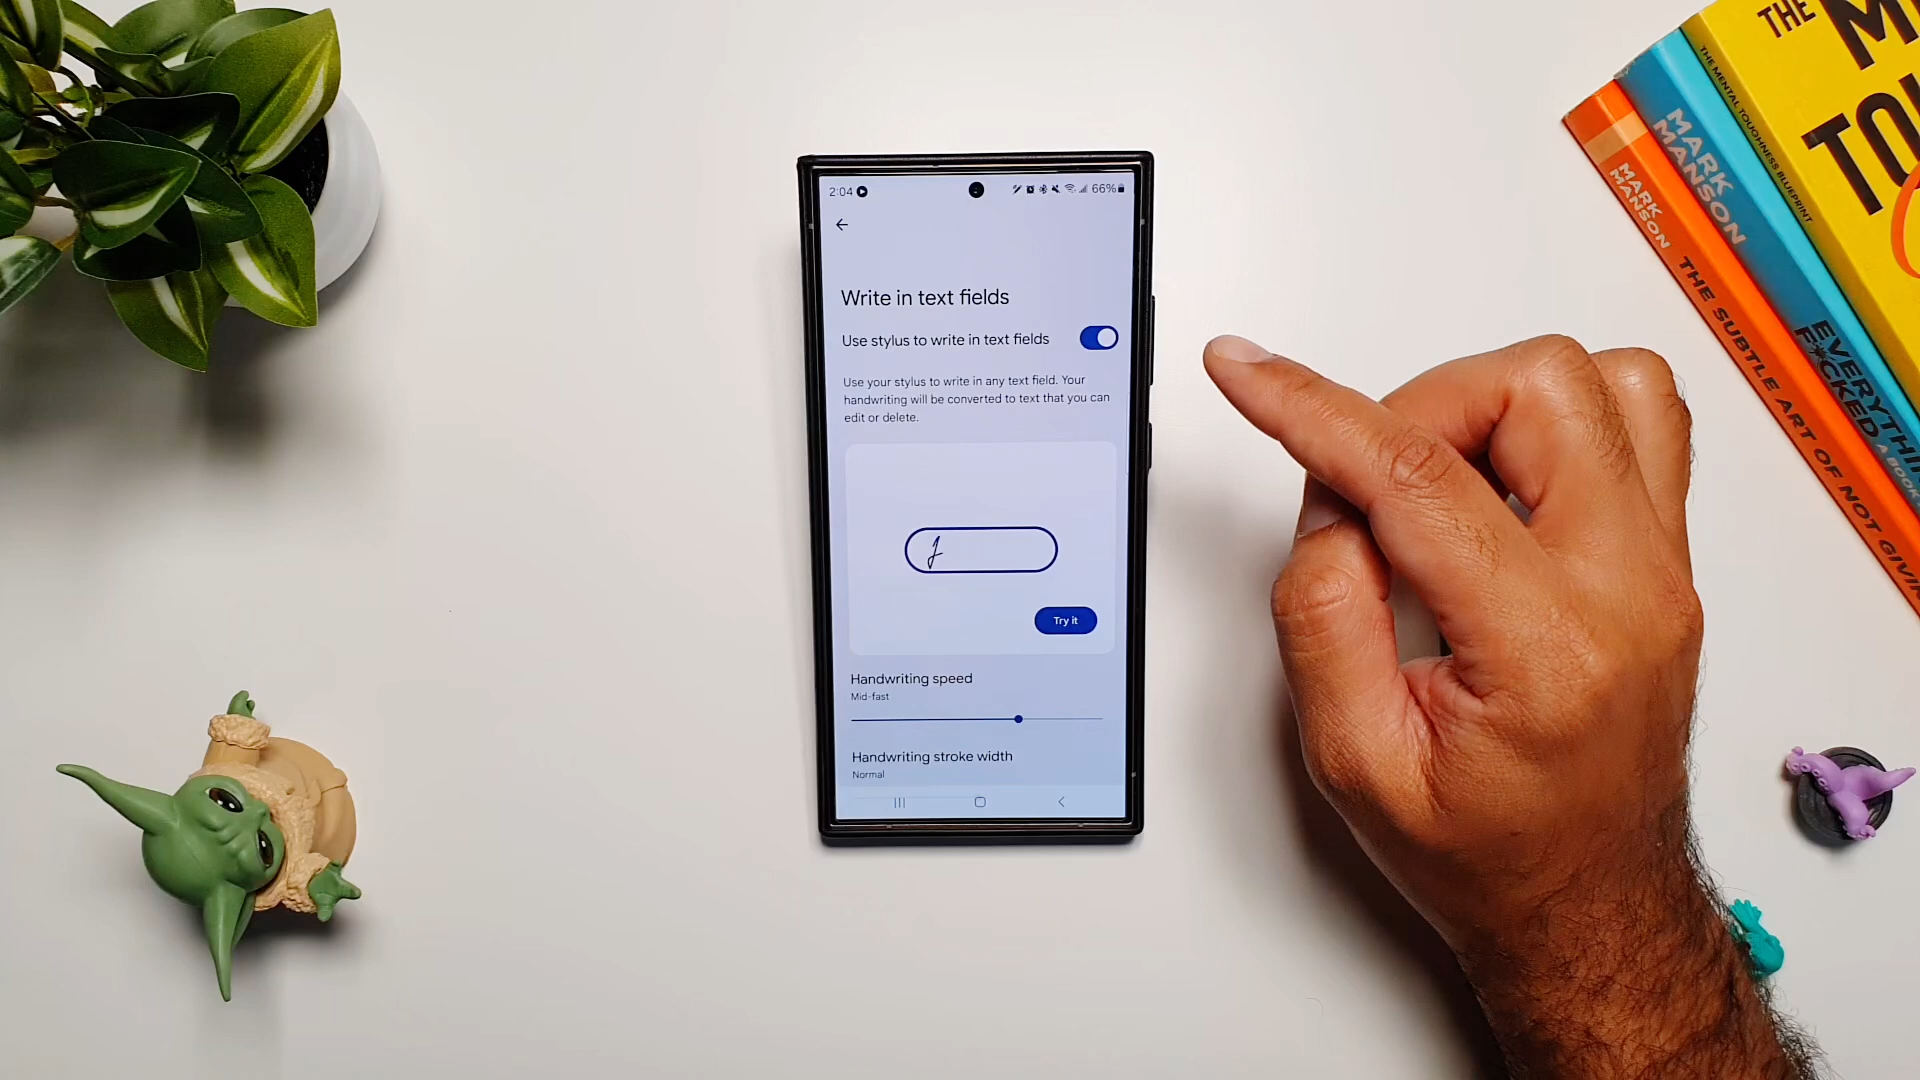 2:04
66%
Write in text fields
Use stylus to write in text fields
Use your stylus to write in any text field. Your
handwriting will be converted to text that you can
edit or delete.
Try it
Handwriting speed
Mid-fast
Handwriting stroke width
Normal
MARK
MANSON
THE SUBTLE ART OF NOT GIVIN
MARK
MANSON
EVERYTHIN
A BOOK
THE MENTAL TOUGHNESS BLUEPRINT
THE